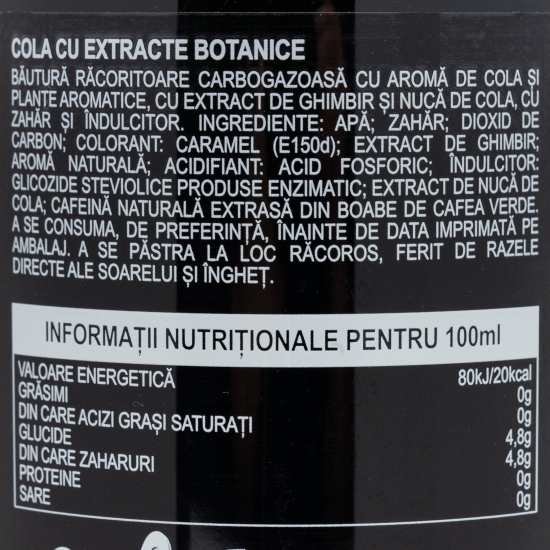 COLA CU EXTRACTE BOTANICE
BĂUTURĂ RĂCORITOARE CARBOGAZOASĂ CU AROMĂ DE COLA ȘI
PLANTE AROMATICE, CU EXTRACT DE GHIMBIR ȘI NUCĂ DE COLA, CU
ZAHĂR ȘI ÎNDULCITOR. INGREDIENTE: APĂ; ZAHĂR; DIOXID DE
CARBON; COLORANT: CARAMEL (E150d); EXTRACT DE GHIMBIR;
AROMĂ NATURALĂ; ACIDIFIANT: ACID FOSFORIC; ÎNDULCITOR:
GLICOZIDE STEVIOLICE PRODUSE ENZIMATIC; EXTRACT DE NUCĂ DE
COLA; CAFEINĂ NATURALĂ EXTRASĂ DIN BOABE DE CAFEA VERDE.
A SE CONSUMA, DE PREFERINȚĂ, ÎNAINTE DE DATA IMPRIMATĂ PE
AMBALAJ. A SE PĂSTRA LA LOC RĂCOROS, FERIT DE RAZELE
DIRECTE ALE SOARELUI ȘI ÎNGHEȚ.
INFORMAȚII NUTRIȚIONALE PENTRU 100ml
VALOARE ENERGETICĂ 80kJ/20kcal
GRĂSIMI 0g
DIN CARE ACIZI GRAȘI SATURAȚI 0g
GLUCIDE 4,8g
DIN CARE ZAHARURI 4,8g
PROTEINE 0g
SARE 0g